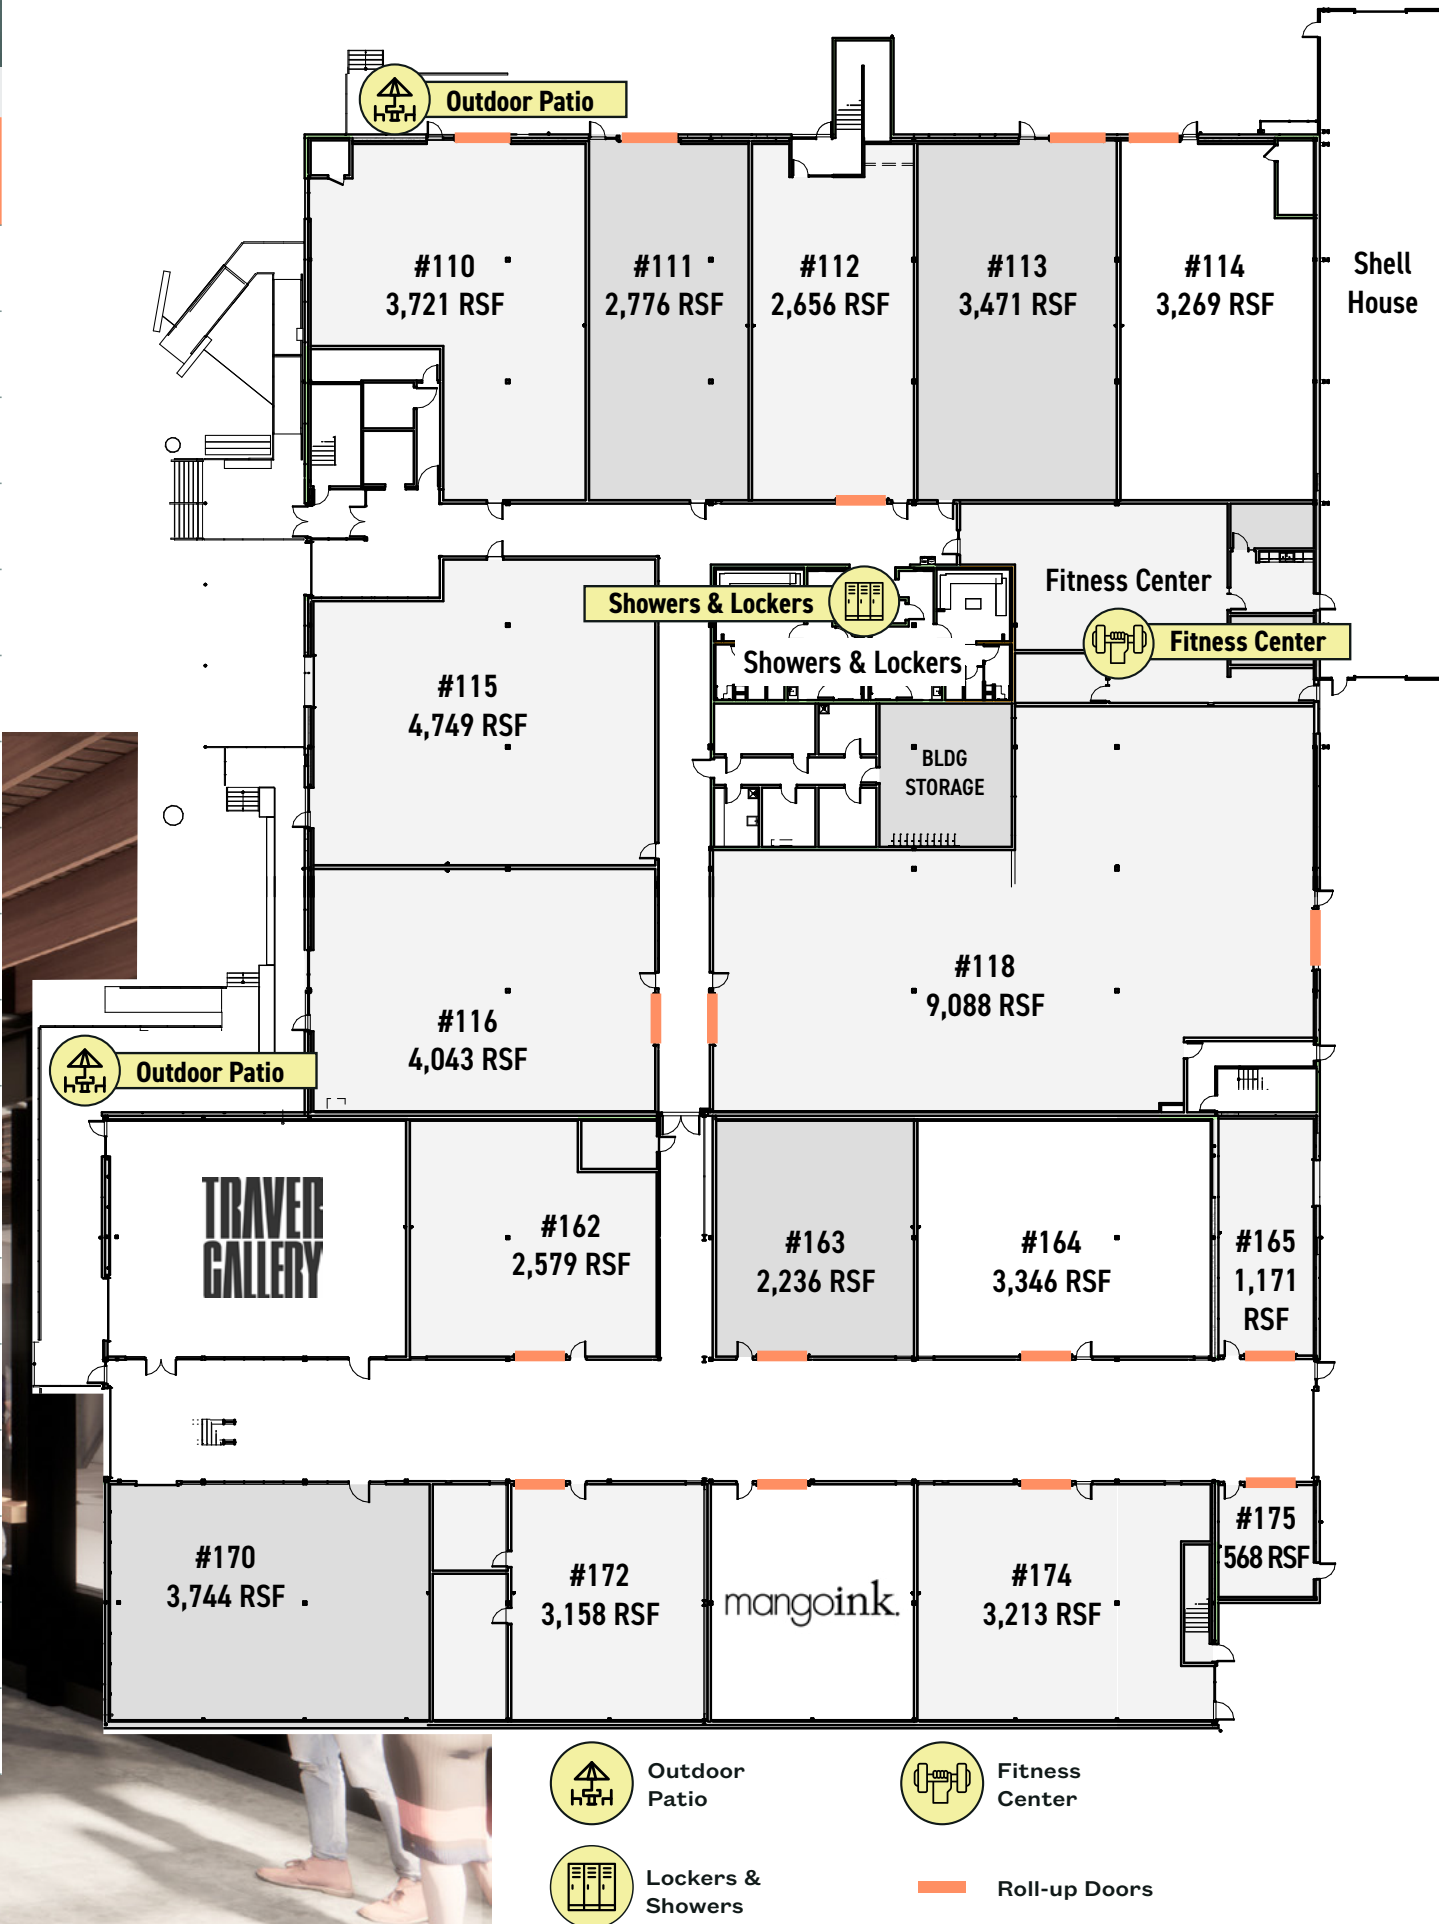 Outdoor Patio
#110
3,721 RSF
#111
2,776 RSF
#112
2,656 RSF
#113
3,471 RSF
#114
3,269 RSF
Shell
House
Showers & Lockers
Showers & Lockers
Fitness Center
Fitness Center
#115
4,749 RSF
BLDG
STORAGE
#118
9,088 RSF
#116
4,043 RSF
Outdoor Patio
TRAVER
GALLERY
#162
2,579 RSF
#163
2,236 RSF
#164
3,346 RSF
#165
1,171
RSF
#170
3,744 RSF
#172
3,158 RSF
mangoink.
#174
3,213 RSF
#175
568 RSF
Outdoor
Patio
Fitness
Center
Lockers &
Showers
Roll-up Doors